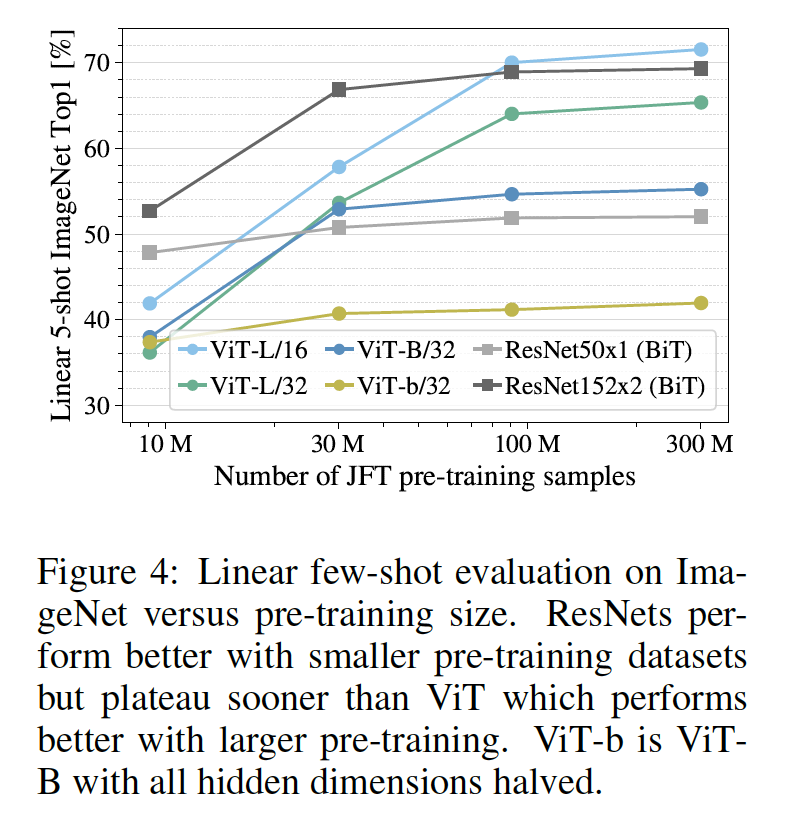 Linear 5-shot ImageNet Top1 [%]
70
60
50
40
30
ViT-L/16 ViT-B/32 ResNet50x1 (BiT)
ViT-L/32 ViT-b/32 ResNet152x2 (BiT)
10 M 30 M 100 M 300 M
Number of JFT pre-training samples
Figure 4: Linear few-shot evaluation on Ima-
geNet versus pre-training size. ResNets per-
form better with smaller pre-training datasets
but plateau sooner than ViT which performs
better with larger pre-training. ViT-b is ViT-
B with all hidden dimensions halved.